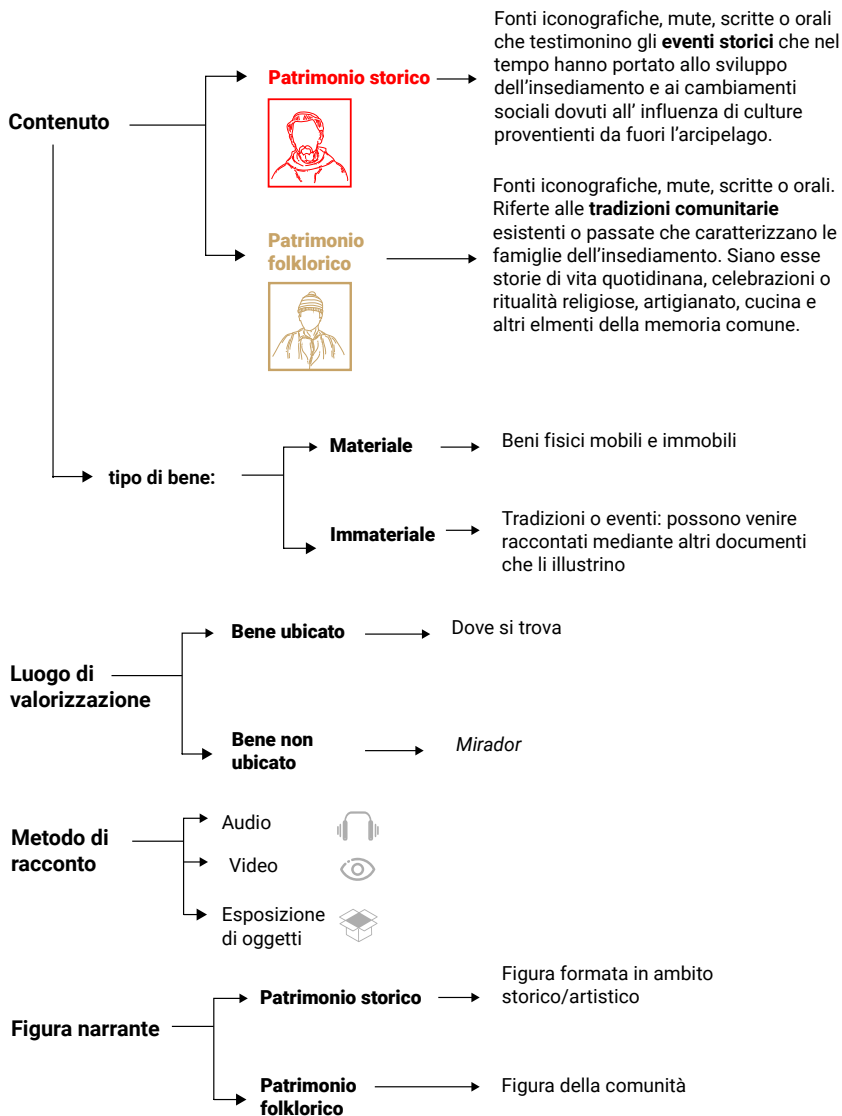 Contenuto
Patrimonio storico
Fonti iconografiche, mute, scritte o orali
che testimonino gli eventi storici che nel
tempo hanno portato allo sviluppo
dell'insediamento e ai cambiamenti
sociali dovuti all' influenza di culture
provtenienti da fuori l'arcipelago.
Patrimonio
folklorico
Fonti iconografiche, mute, scritte o orali.
Riferte alle tradizioni comunitarie
esistenti o passate che caratterizzano le
famiglie dell'insediamento. Siano esse
storie di vita quotidinana, celebrazioni o
ritualità religiose, artigianato, cucina e
altri elmenti della memoria comune.
tipo di bene:
Materiale
Beni fisici mobili e immobili
Immateriale
Tradizioni o eventi: possono venire
raccontati mediante altri documenti
che li illustrino
Luogo di
valorizzazione
Bene ubicato
Dove si trova
Bene non
ubicato
Mirador
Metodo di
racconto
Audio
Video
Esposizione
di oggetti
Figura narrante
Patrimonio storico
Figura formata in ambito
storico/artistico
Patrimonio
folklorico
Figura della comunità